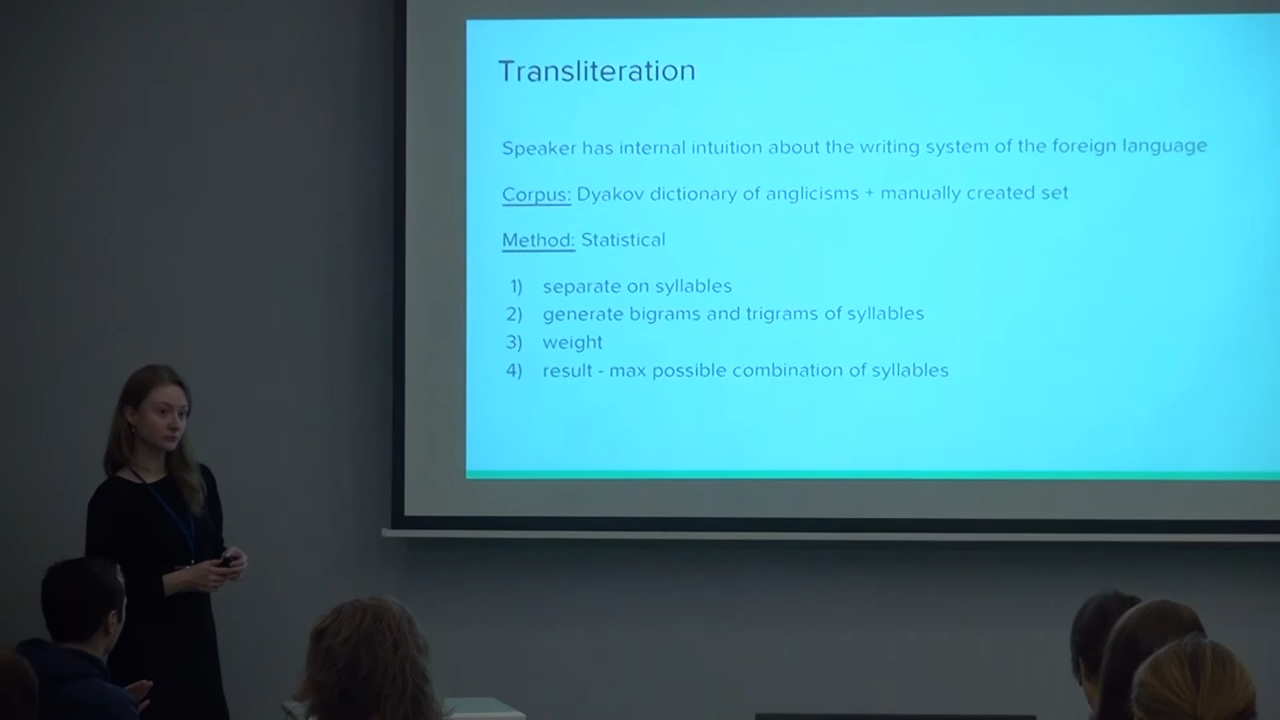 Transliteration
Speaker has internal intuition about the writing system of the foreign language
Corpus: Dyakov dictionary of anglicisms + manually created set
Method: Statistical
1) separate on syllables
2) generate bigrams and trigrams of syllables
3) weight
4) result - max possible combination of syllables